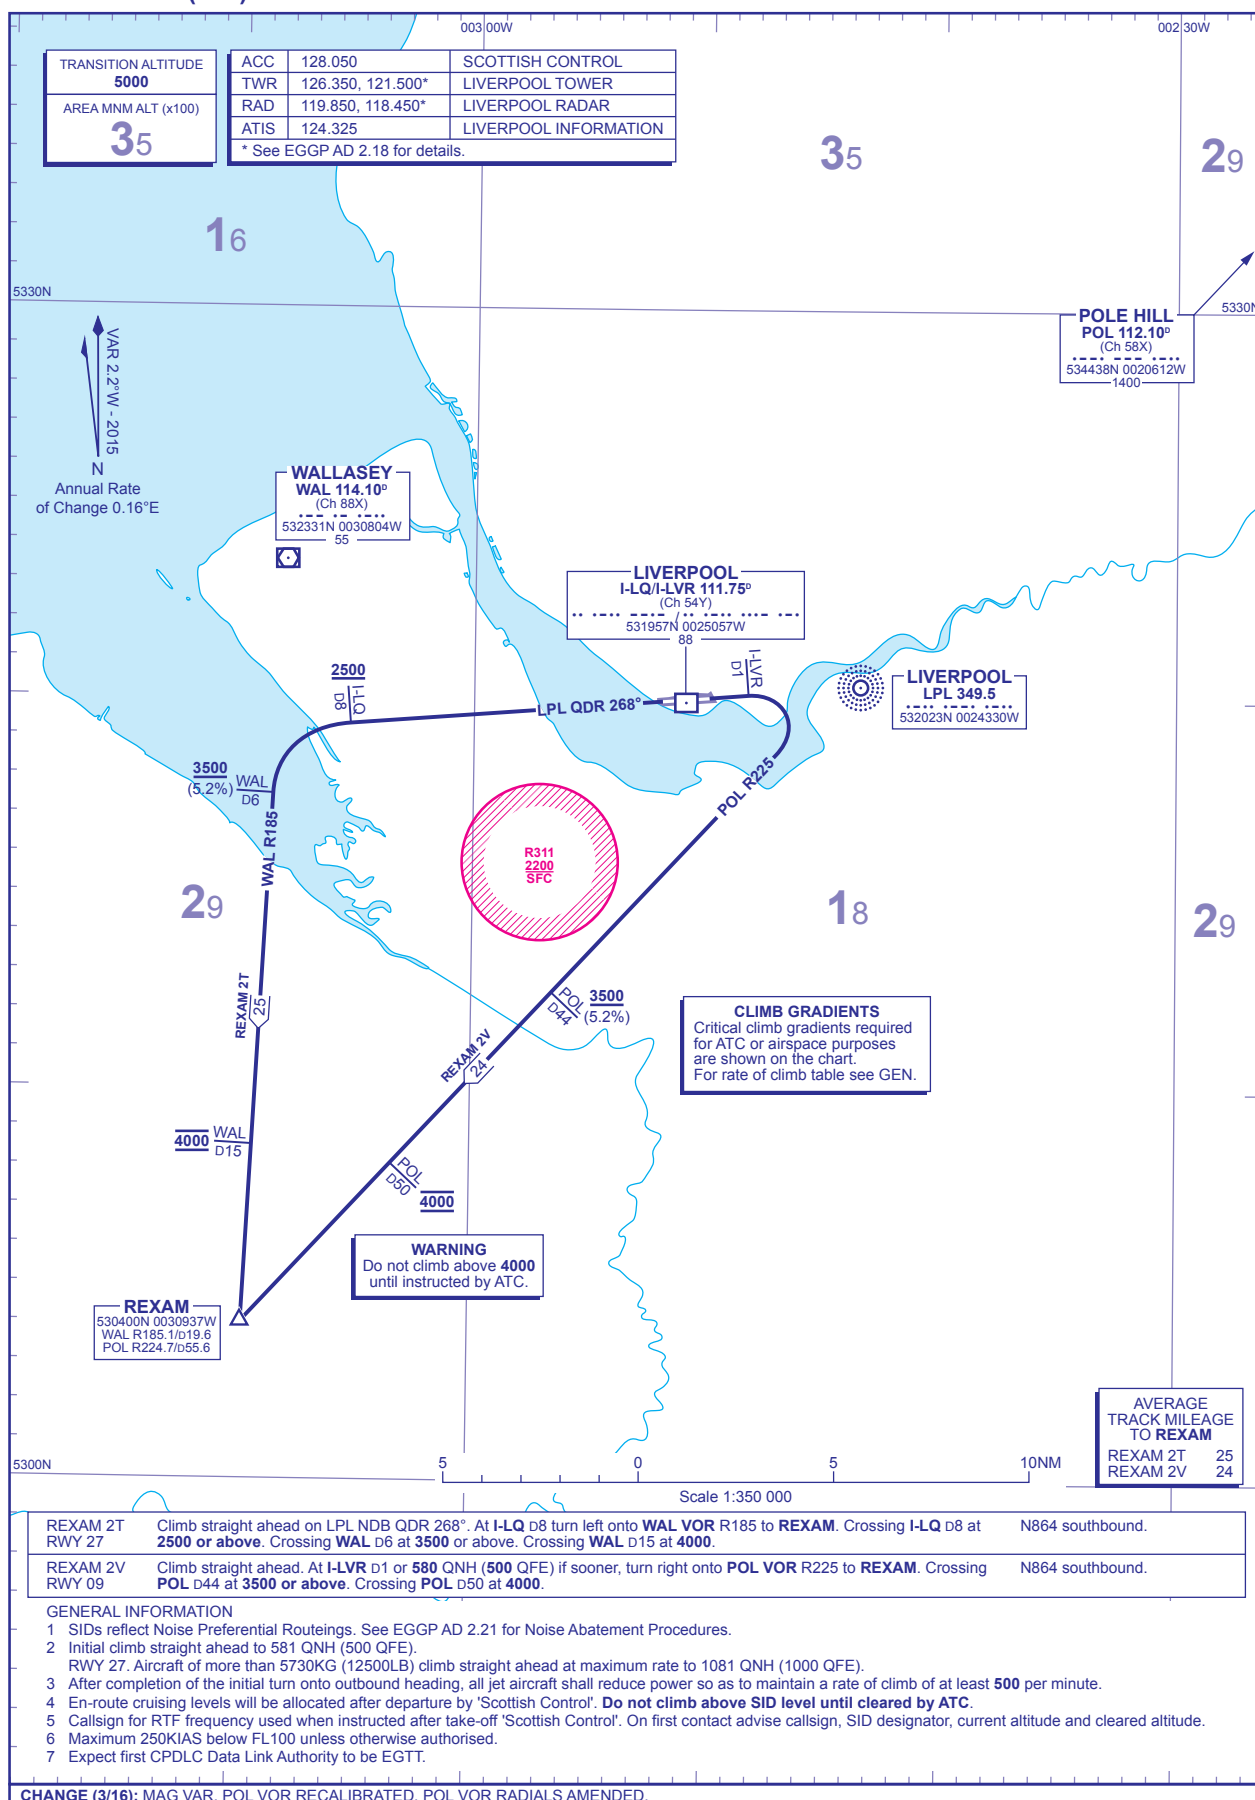 003 00W
002 30W
TRANSITION ALTITUDE
5000
AREA MNM ALT (x100)
35
ACC 128.050 SCOTTISH CONTROL
TWR 126.350, 121.500* LIVERPOOL TOWER
RAD 119.850, 118.450* LIVERPOOL RADAR
ATIS 124.325 LIVERPOOL INFORMATION
* See EGGP AD 2.18 for details.
35
29
16
5330N
5330N
VAR 2.2°W - 2015
N
Annual Rate
of Change 0.16°E
POLE HILL
POL 112.10ᴰ
(Ch 58X)
534438N 0020612W
1400
WALLASEY
WAL 114.10ᴰ
(Ch 88X)
532331N 0030804W
55
LIVERPOOL
I-LQ/I-LVR 111.75ᴰ
(Ch 54Y)
531957N 0025057W
88
LIVERPOOL
LPL 349.5
532023N 0024330W
2500
I-LQ
D8
LPL QDR 268°
I-LVR
D1
3500
(5.2%)
WAL
D6
WAL R185
POL R225
R311
2200
SFC
29
18
29
REXAM 2T
25
POL
D44
3500
(5.2%)
REXAM 2V
24
CLIMB GRADIENTS
Critical climb gradients required
for ATC or airspace purposes
are shown on the chart.
For rate of climb table see GEN.
4000
WAL
D15
POL
D50
4000
WARNING
Do not climb above 4000
until instructed by ATC.
REXAM
530400N 0030937W
WAL R185.1/D19.6
POL R224.7/D55.6
AVERAGE
TRACK MILEAGE
TO REXAM
REXAM 2T 25
REXAM 2V 24
5300N
5 0 5 10NM
Scale 1:350 000
REXAM 2T Climb straight ahead on LPL NDB QDR 268°. At I-LQ D8 turn left onto WAL VOR R185 to REXAM. Crossing I-LQ D8 at N864 southbound.
RWY 27 2500 or above. Crossing WAL D6 at 3500 or above. Crossing WAL D15 at 4000.
REXAM 2V Climb straight ahead. At I-LVR D1 or 580 QNH (500 QFE) if sooner, turn right onto POL VOR R225 to REXAM. Crossing N864 southbound.
RWY 09 POL D44 at 3500 or above. Crossing POL D50 at 4000.
GENERAL INFORMATION
1 SIDs reflect Noise Preferential Routeings. See EGGP AD 2.21 for Noise Abatement Procedures.
2 Initial climb straight ahead to 581 QNH (500 QFE).
RWY 27. Aircraft of more than 5730KG (12500LB) climb straight ahead at maximum rate to 1081 QNH (1000 QFE).
3 After completion of the initial turn onto outbound heading, all jet aircraft shall reduce power so as to maintain a rate of climb of at least 500 per minute.
4 En-route cruising levels will be allocated after departure by 'Scottish Control'. Do not climb above SID level until cleared by ATC.
5 Callsign for RTF frequency used when instructed after take-off 'Scottish Control'. On first contact advise callsign, SID designator, current altitude and cleared altitude.
6 Maximum 250KIAS below FL100 unless otherwise authorised.
7 Expect first CPDLC Data Link Authority to be EGTT.
CHANGE (3/16): MAG VAR. POL VOR RECALIBRATED. POL VOR RADIALS AMENDED.